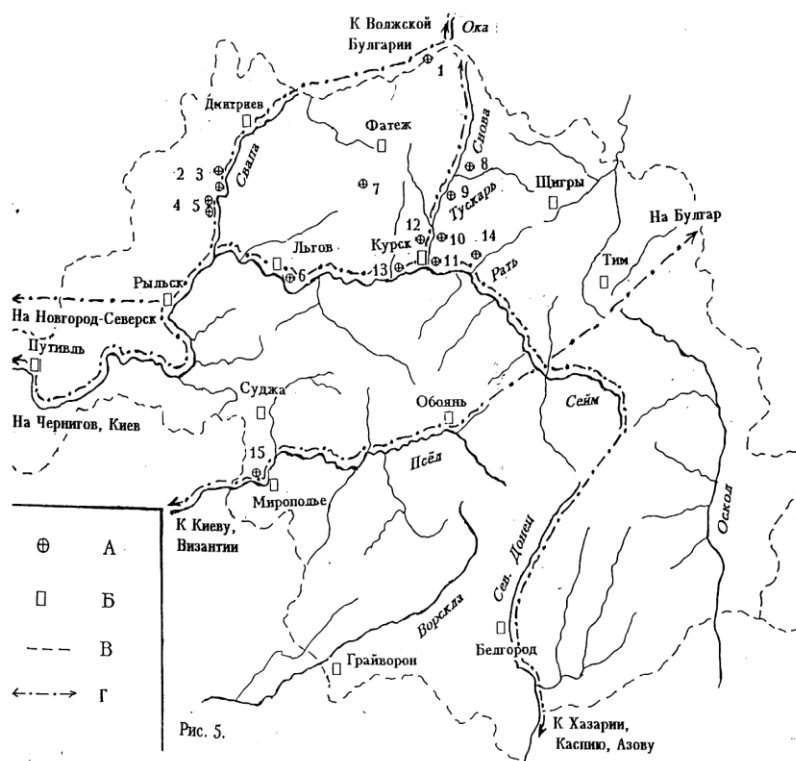 К Волжской
Булгарии
Ока
1
Дмитриев
Фатеж
Снова
Свапа
2
3
8
7
9
Щигры
4
5
Тускарь
На Булгар
12
10
14
Льгов
Курск
Тим
13
11
6
Рать
Рыльск
На Новгород-Северск
Путивль
Суджа
Обоянь
Сейм
На Чернигов, Киев
15
Псёл
Мирополье
Оскол
К Киеву,
Византии
А
Сев. Донец
Б
Ворскла
Белгород
В
Грайворон
Г
Рис. 5.
К Хазарии,
Каспию, Азову